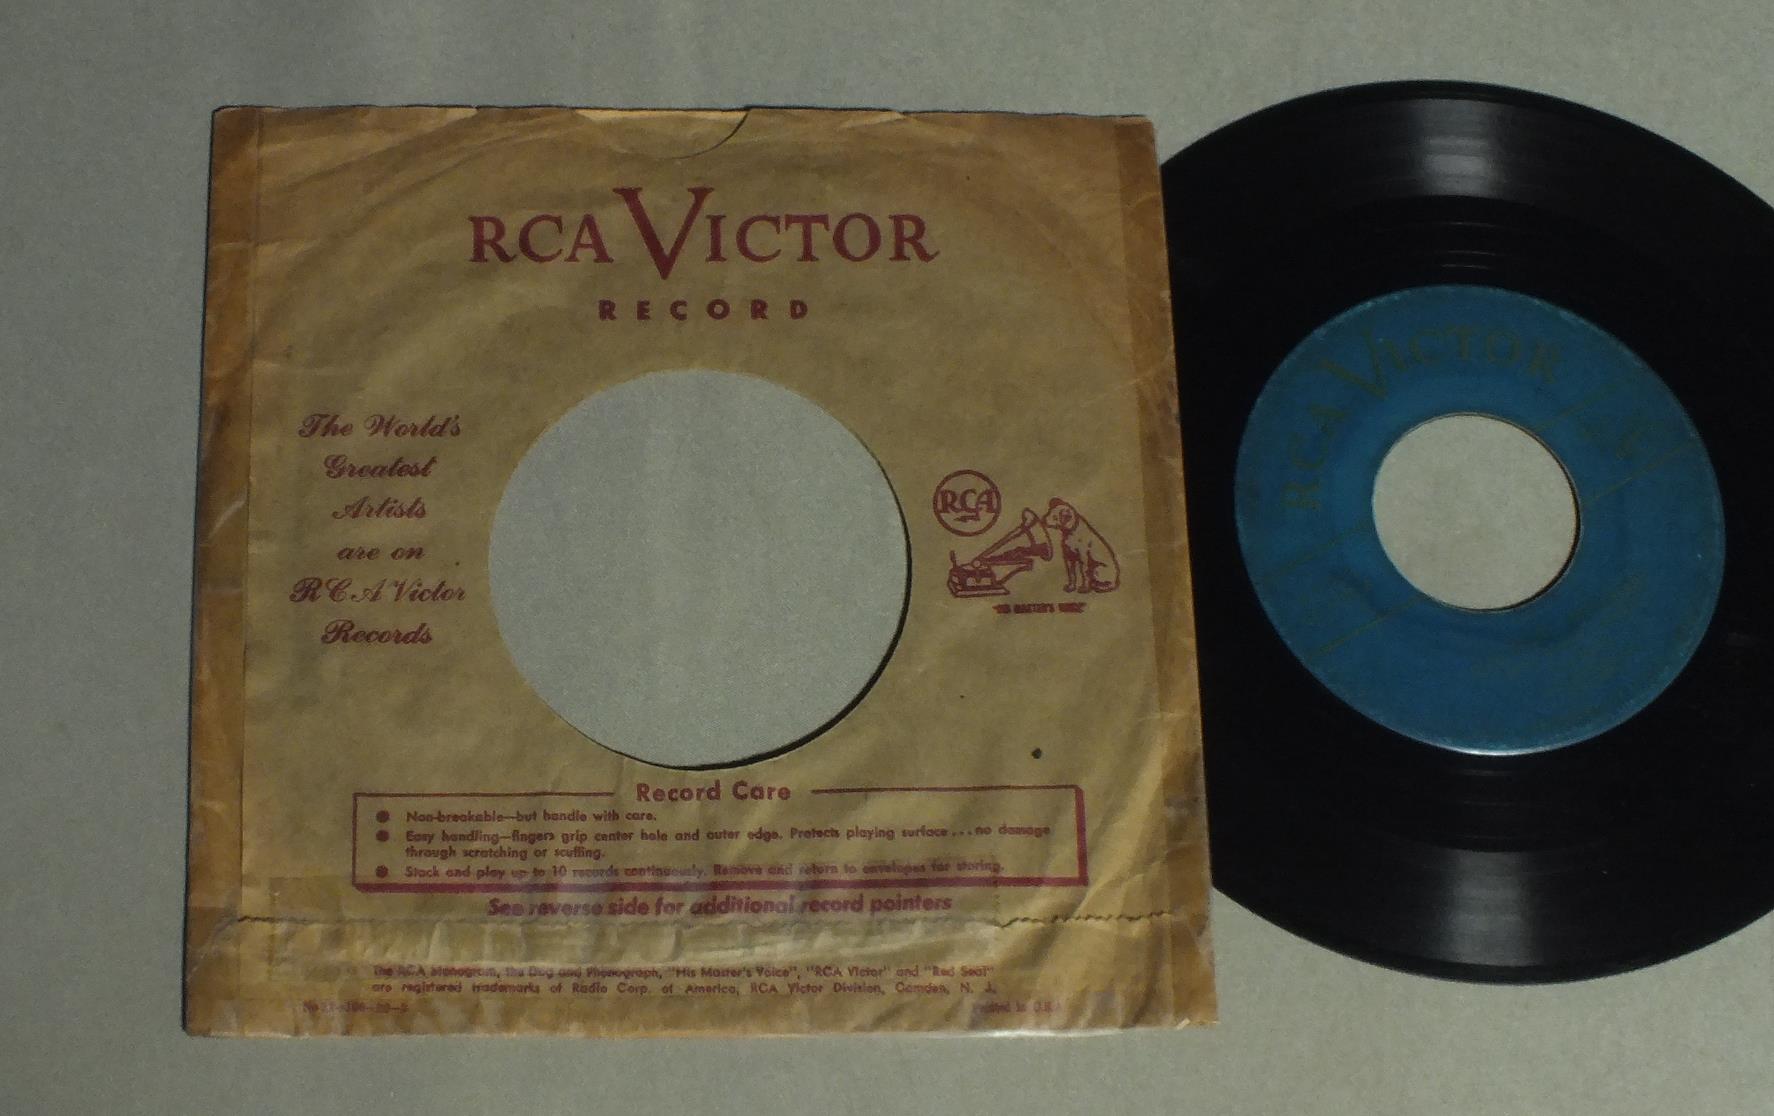 RCA VICTOR
RECORD
The World's
Greatest
Artists
are on
RCA Victor
Records
RCA
"HIS MASTER'S VOICE"
Record Care
● Non-breakable—but handle with care.
● Easy handling—fingers grip center hole and outer edge. Protects playing surface...no damage
through scratching or scuffing.
● Stack and play up to 10 records continuously. Remove and return to envelopes for storing.
See reverse side for additional record pointers
The RCA Monogram, the Dog and Phonograph, "His Master's Voice", "RCA Victor" and "Red Seal"
are registered trademarks of Radio Corp. of America, RCA Victor Division, Camden, N. J.
Printed in U.S.A.
RCA VICTOR